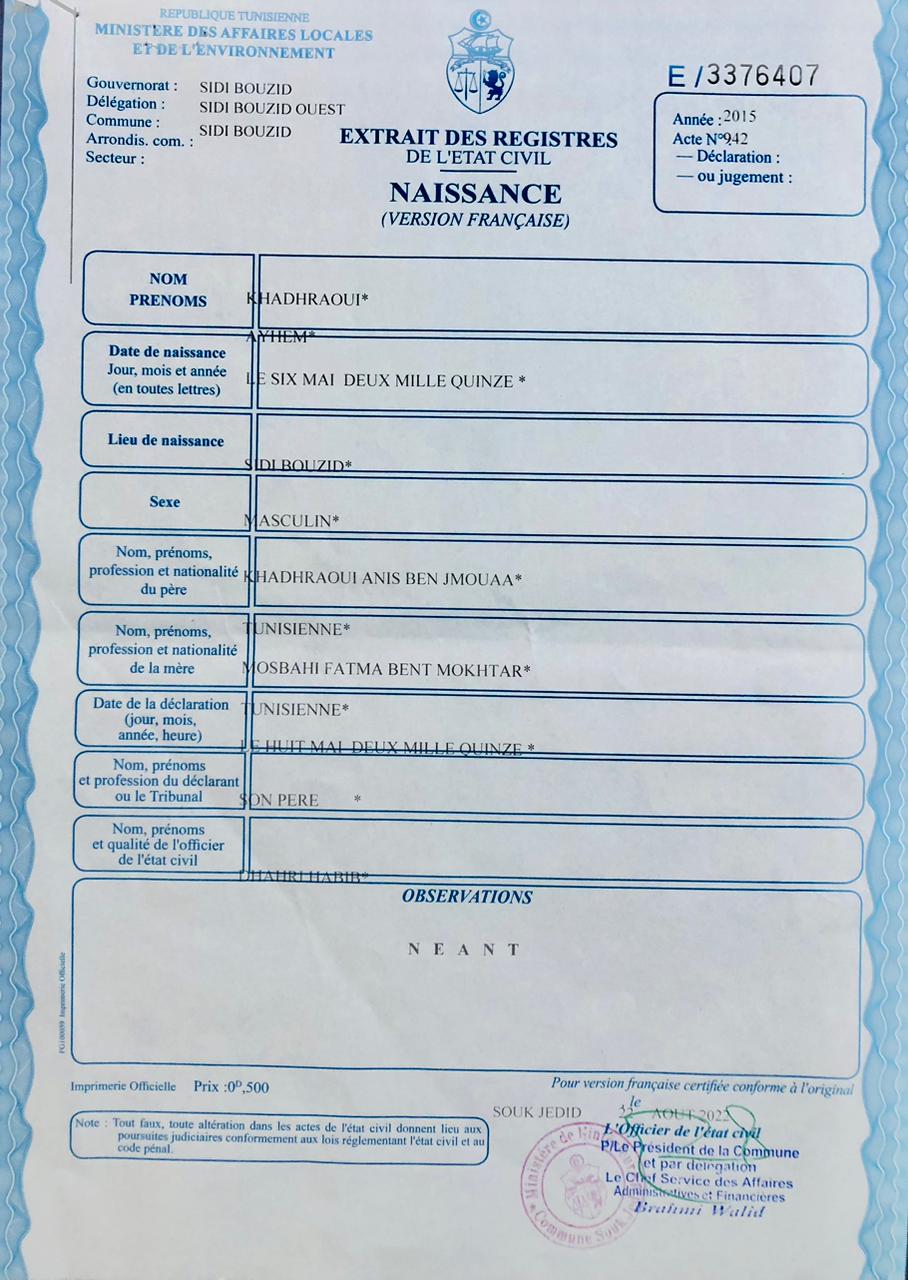 REPUBLIQUE TUNISIENNE
MINISTERE DES AFFAIRES LOCALES
ET DE L'ENVIRONNEMENT
Gouvernorat : SIDI BOUZID
Délégation : SIDI BOUZID OUEST
Commune : SIDI BOUZID
Arrondis. com. :
Secteur :
E /3376407
Année : 2015
Acte N° 942
— Déclaration :
— ou jugement :
EXTRAIT DES REGISTRES
DE L'ETAT CIVIL
NAISSANCE
(VERSION FRANÇAISE)
NOM
PRENOMS
KHADHRAOUI*
AYHEM*
Date de naissance
Jour, mois et année
(en toutes lettres)
LE SIX MAI DEUX MILLE QUINZE *
Lieu de naissance
SIDI BOUZID*
Sexe
MASCULIN*
Nom, prénoms,
profession et nationalité
du père
KHADHRAOUI ANIS BEN JMOUAA*
TUNISIENNE*
Nom, prénoms,
profession et nationalité
de la mère
MOSBAHI FATMA BENT MOKHTAR*
TUNISIENNE*
Date de la déclaration
(jour, mois,
année, heure)
LE HUIT MAI DEUX MILLE QUINZE *
Nom, prénoms
et profession du déclarant
ou le Tribunal
SON PERE *
Nom, prénoms
et qualité de l'officier
de l'état civil
DHAHRI HABIB*
OBSERVATIONS
N E A N T
PG100059 Imprimerie Officielle
Imprimerie Officielle Prix :0ᴰ,500
Note : Tout faux, toute altération dans les actes de l'état civil donnent lieu aux
poursuites judiciaires conformement aux lois réglementant l'état civil et au
code pénal.
Pour version française certifiée conforme à l'original
SOUK JEDID le AOUT 2022
L'Officier de l'état civil
P/Le Président de la Commune
et par délégation
Le Chef Service des Affaires
Administratives et Financières
Brahmi Walid
Ministère de
Commune Souk